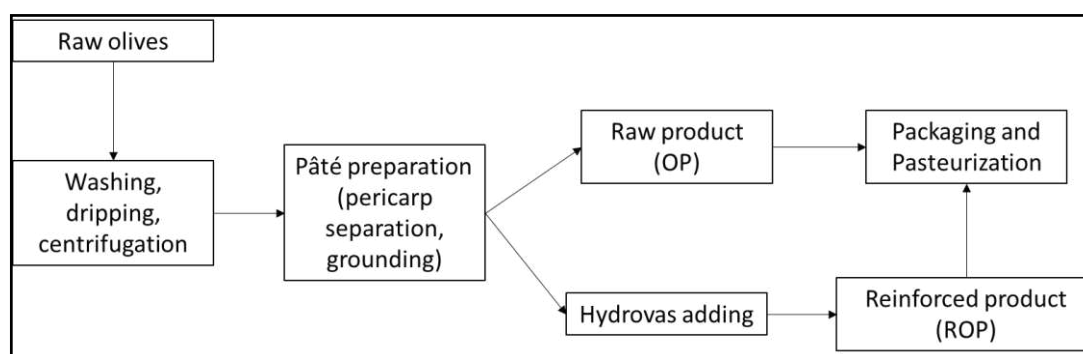 Raw olives
Washing,
dripping,
centrifugation
Pâté preparation
(pericarp
separation,
grounding)
Raw product
(OP)
Packaging and
Pasteurization
Hydrovas adding
Reinforced product
(ROP)